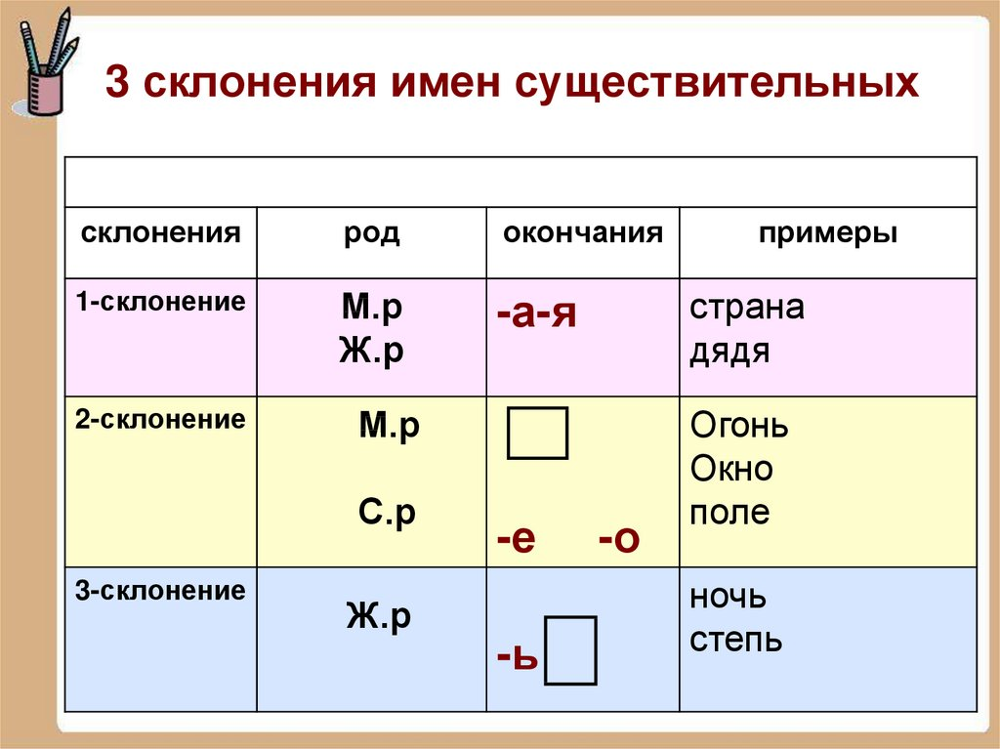 3 склонения имен существительных
склонения род окончания примеры
1-склонение М.р -а-я страна
Ж.р дядя
2-склонение М.р Огонь
Окно
С.р поле
-е -о
3-склонение Ж.р ночь
-ь степь